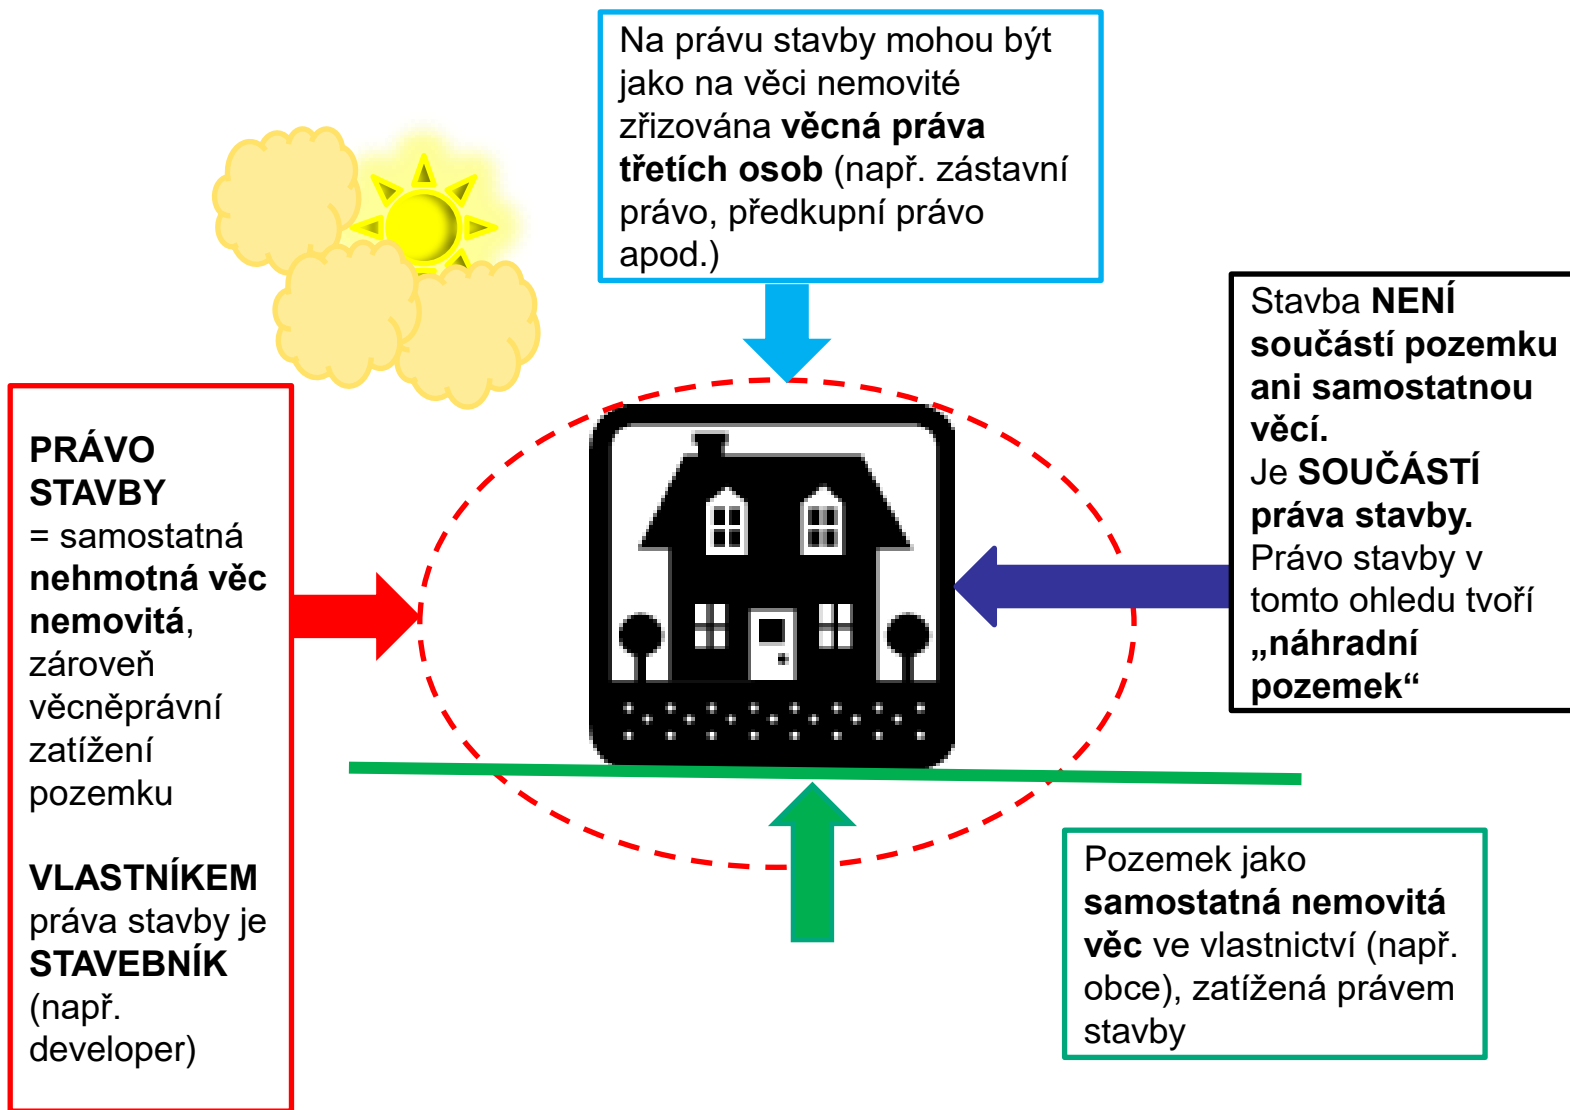 Na právu stavby mohou být
jako na věci nemovité
zřizována věcná práva
třetích osob (např. zástavní
právo, předkupní právo
apod.)
Stavba NENÍ
součástí pozemku
ani samostatnou
věcí.
Je SOUČÁSTÍ
práva stavby.
Právo stavby v
tomto ohledu tvoří
„náhradní
pozemek“
PRÁVO
STAVBY
= samostatná
nehmotná věc
nemovitá,
zároveň
věcněprávní
zatížení
pozemku
VLASTNÍKEM
práva stavby je
STAVEBNÍK
(např.
developer)
Pozemek jako
samostatná nemovitá
věc ve vlastnictví (např.
obce), zatížená právem
stavby